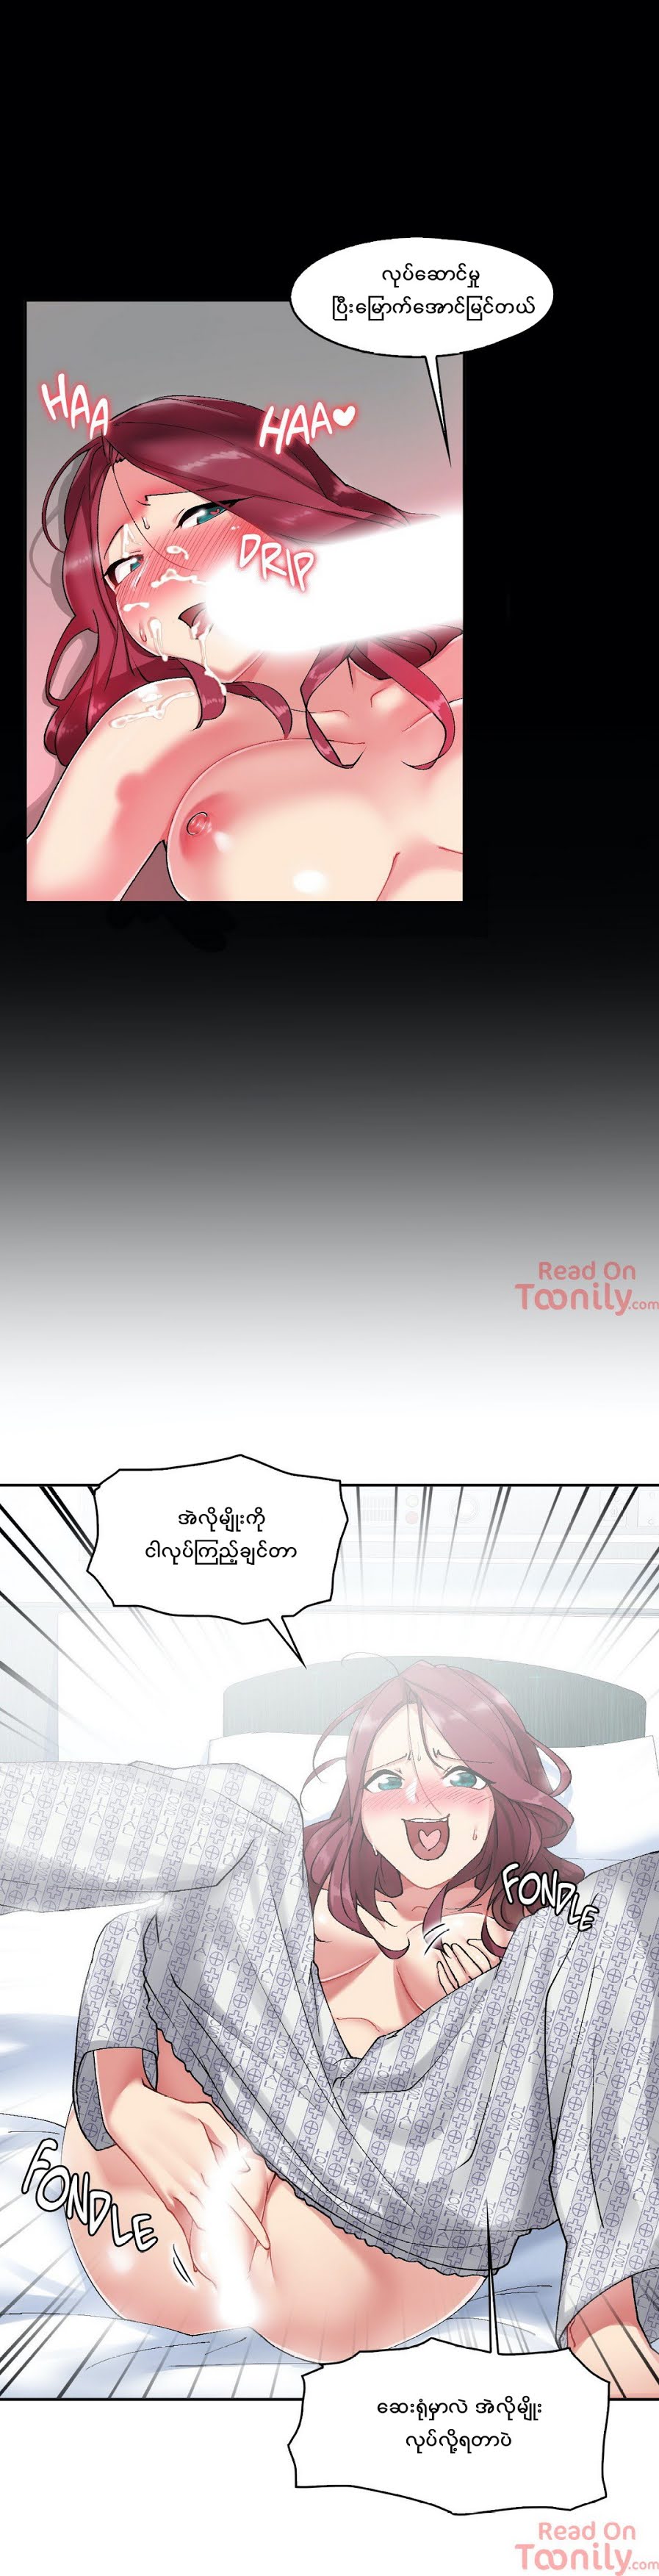 လုပ်ဆောင်မှု
ပြီးမြောက်အောင်မြင်တယ်
HAA
HAA
DRIP
Read On
Toonily.com
အဲလိုမျိုးကို
ငါလုပ်ကြည့်ချင်တာ
FONDLE
FONDLE
ဆေးရုံမှာလဲ အဲလိုမျိုး
လုပ်လို့ရတာပဲ
Read On
Toonily.com